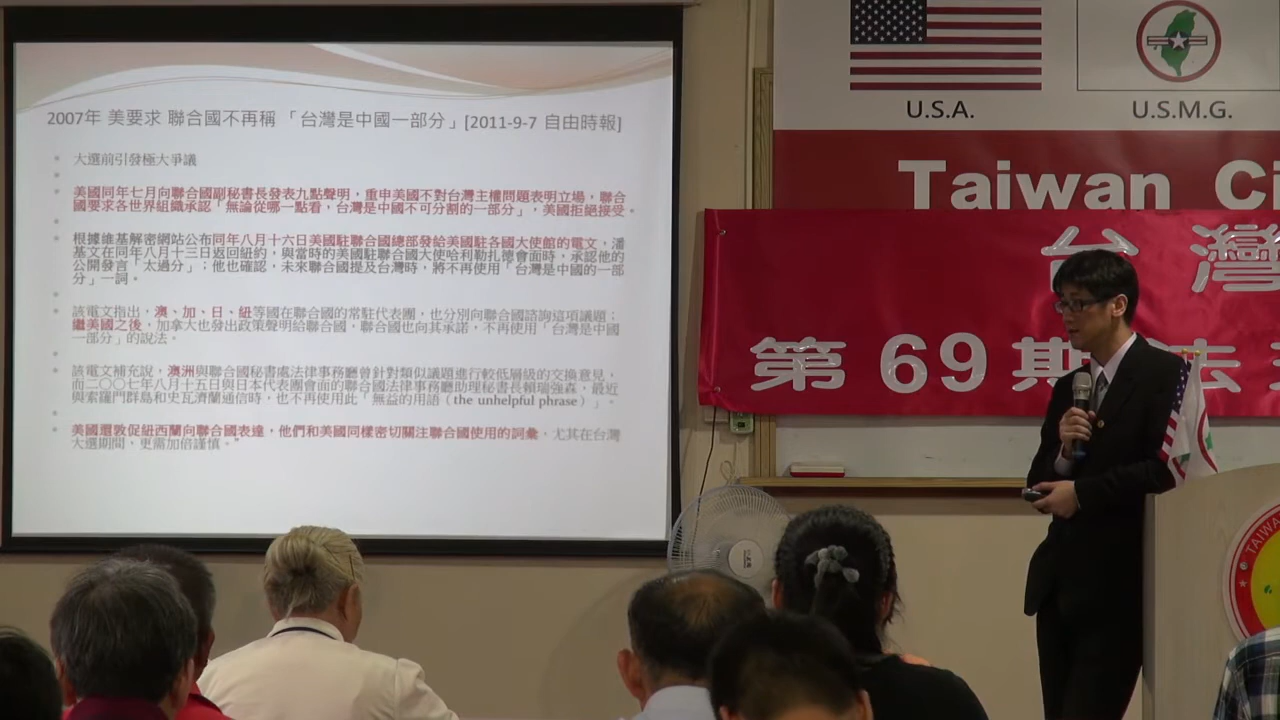 2007年 美要求 聯合國不再稱「台灣是中國一部分」[2011-9-7 自由時報]
大選前引發極大爭議
美國同年七月向聯合國副秘書長發表九點聲明，重申美國不對台灣主權問題表明立場，聯合
國要求各世界組織承認「無論從哪一點看，台灣是中國不可分割的一部分」，美國拒絕接受。
根據維基解密網站公布同年八月十六日美國駐聯合國總部發給美國駐各國大使館的電文，潘
基文在同年八月十三日返回紐約，與當時的美國駐聯合國大使哈利勒扎德會面時，承認他的
公開發言「太過分」；他也確認，未來聯合國提及台灣時，將不再使用「台灣是中國的一部
分」一詞。
該電文指出，澳、加、日、紐等國在聯合國的常駐代表團，也分別向聯合國諮詢這項議題；
繼美國之後，加拿大也發出政策聲明給聯合國，聯合國也向其承諾，不再使用「台灣是中國
一部分」的說法。
該電文補充說，澳洲與聯合國秘書處法律事務廳曾針對類似議題進行較低層級的交換意見，
而二〇〇七年八月十五日與日本代表團會面的聯合國法律事務廳助理秘書長賴瑞強森，最近
與索羅門群島和史瓦濟蘭通信時，也不再使用此「無益的用語（the unhelpful phrase）」。
美國還敦促紐西蘭向聯合國表達，他們和美國同樣密切關注聯合國使用的詞彙，尤其在台灣
大選期間，更需加倍謹慎。"
U.S.A.
U.S.M.G.
Taiwan Ci
台灣
第69期法
TAIWA